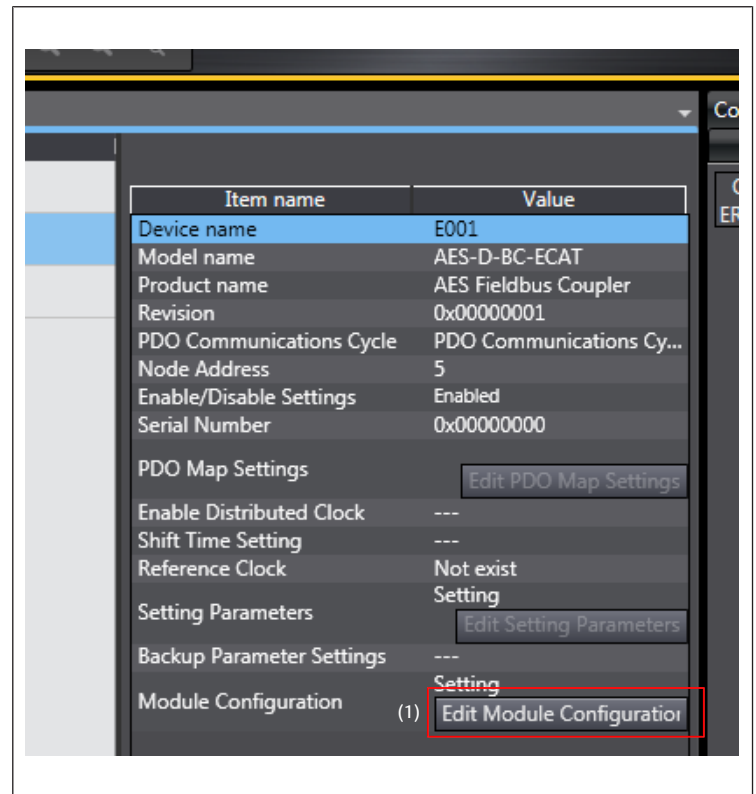 Co
Item name Value
Device name E001
Model name AES-D-BC-ECAT
Product name AES Fieldbus Coupler
Revision 0x00000001
PDO Communications Cycle PDO Communications Cy...
Node Address 5
Enable/Disable Settings Enabled
Serial Number 0x00000000
PDO Map Settings Edit PDO Map Settings
Enable Distributed Clock ---
Shift Time Setting ---
Reference Clock Not exist
Setting Parameters Setting
Edit Setting Parameters
Backup Parameter Settings ---
Module Configuration Setting
(1) Edit Module Configuration
ER